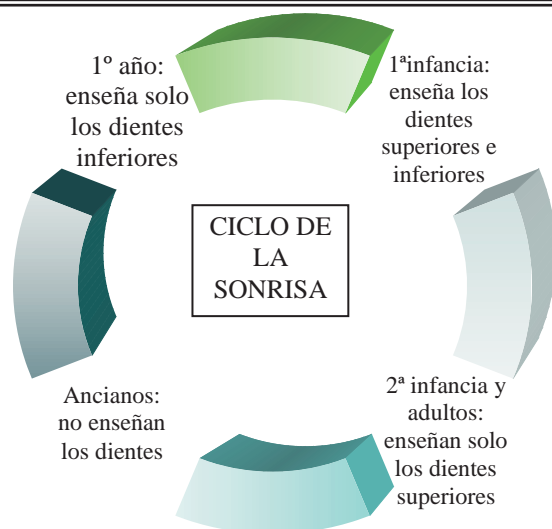 1º año:
enseña solo
los dientes
inferiores
1ªinfancia:
enseña los
dientes
superiores e
inferiores
CICLO DE
LA
SONRISA
Ancianos:
no enseñan
los dientes
2ª infancia y
adultos:
enseñan solo
los dientes
superiores